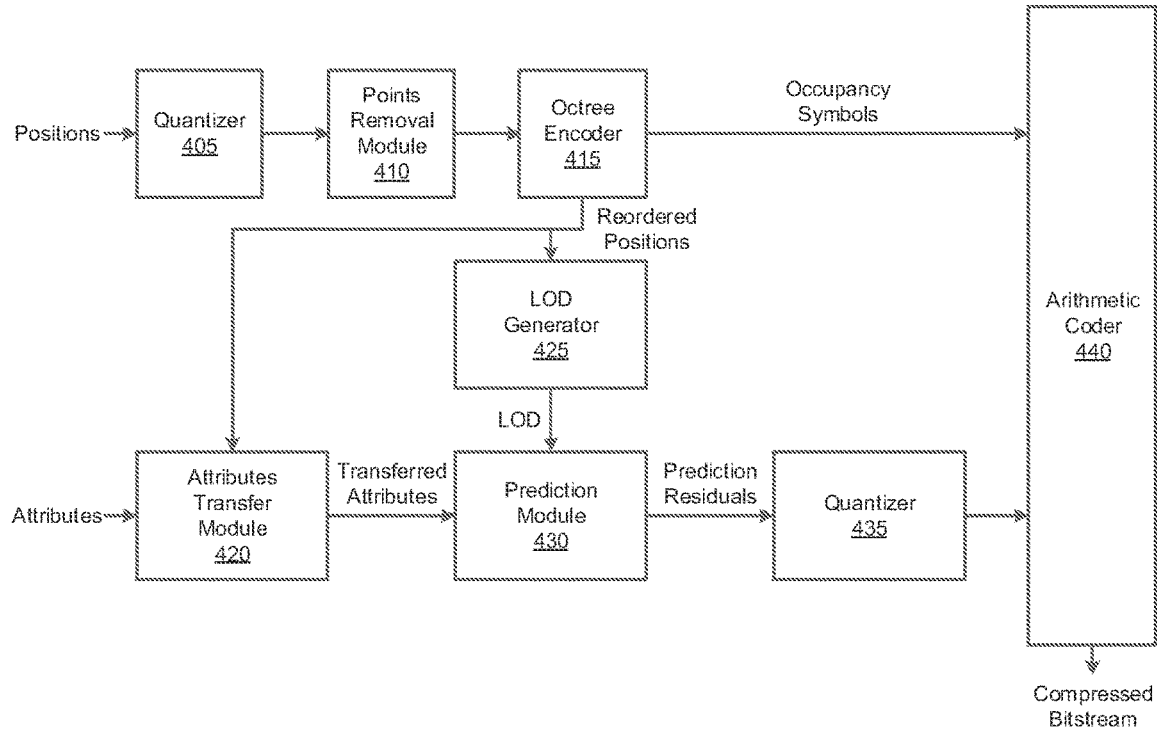 Positions
Quantizer
405
Points
Removal
Module
410
Octree
Encoder
415
Occupancy
Symbols
Reordered
Positions
LOD
Generator
425
Arithmetic
Coder
440
LOD
Attributes
Attributes
Transfer
Module
420
Transferred
Attributes
Prediction
Module
430
Prediction
Residuals
Quantizer
435
Compressed
Bitstream